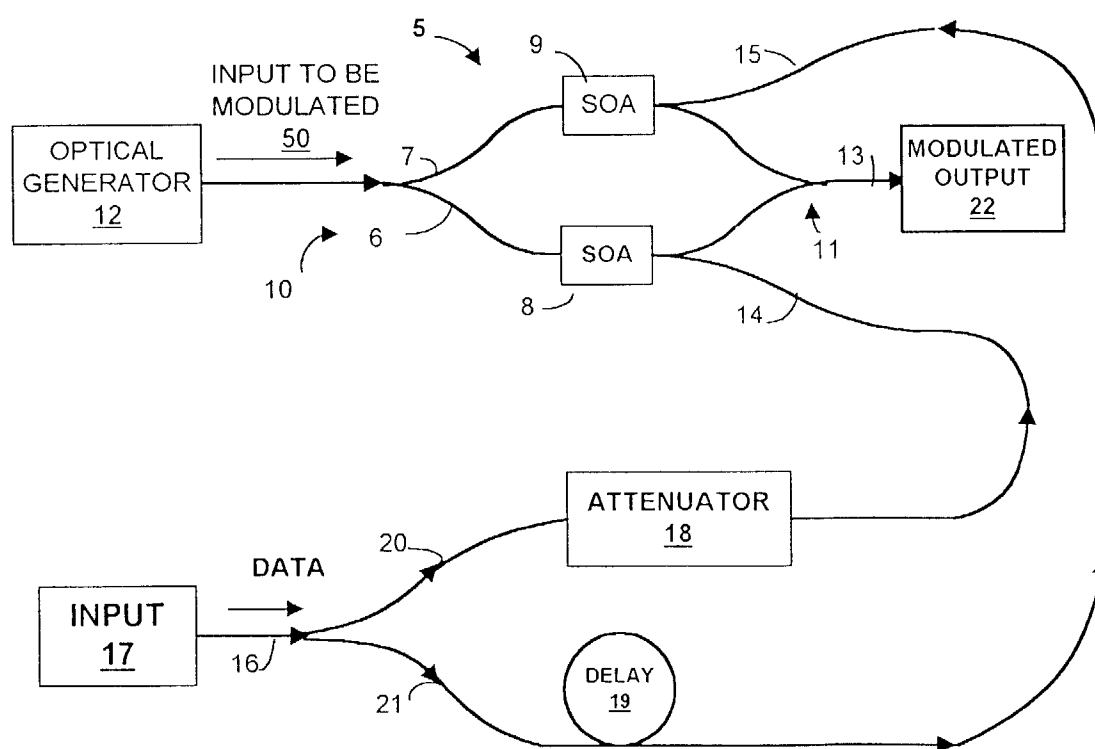 5
9
15
INPUT TO BE
MODULATED
50
SOA
OPTICAL
GENERATOR
12
7
13
MODULATED
OUTPUT
22
6
SOA
11
10
8
14
ATTENUATOR
18
20
DATA
INPUT
17
16
21
DELAY
19